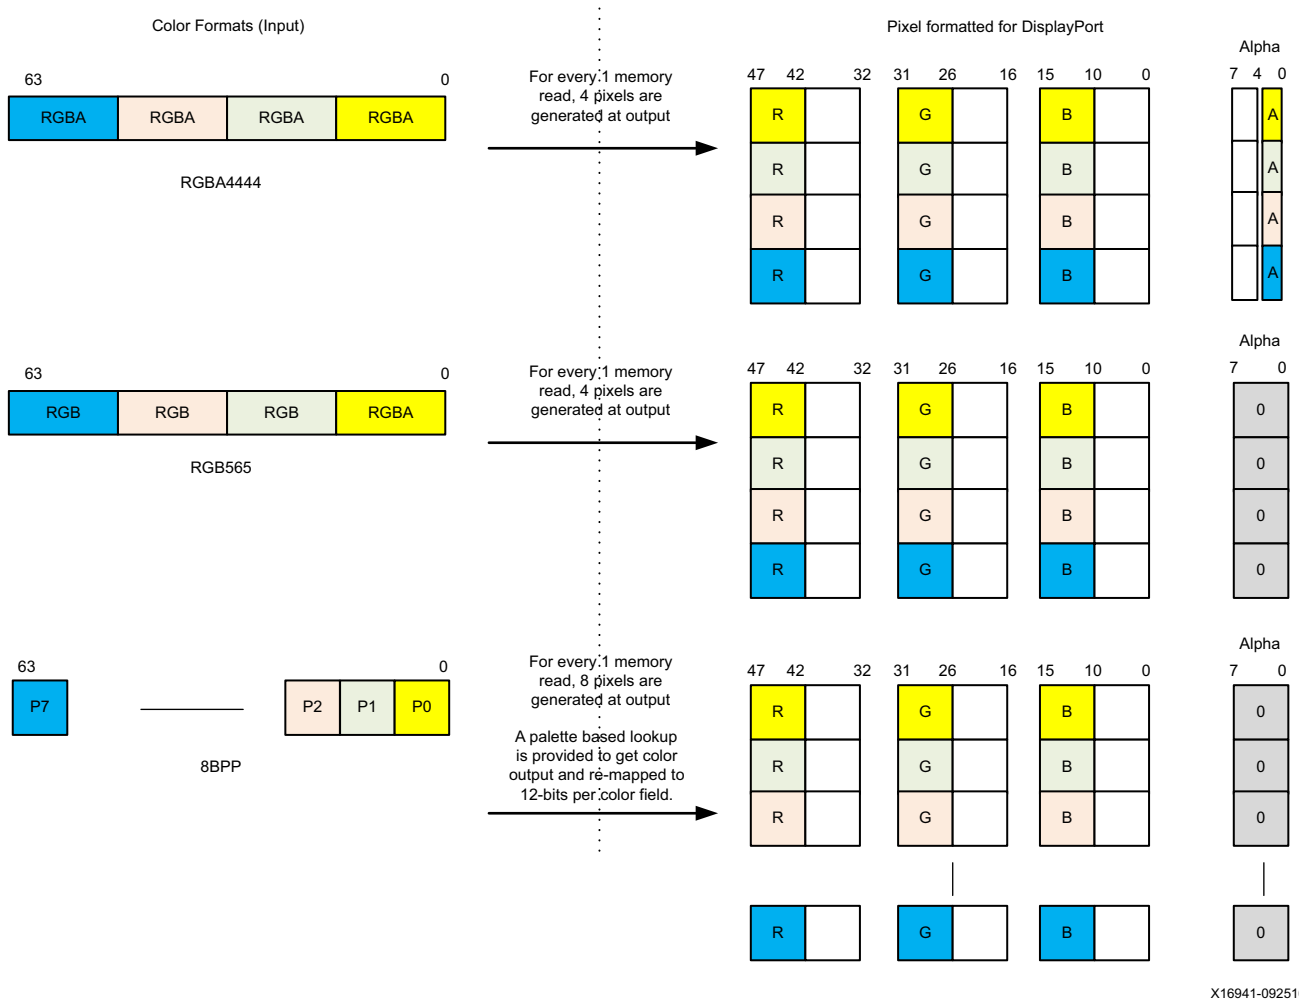 Color Formats (Input)
Pixel formatted for DisplayPort
63 0
RGBA RGBA RGBA RGBA
RGBA4444
For every 1 memory
read, 4 pixels are
generated at output
47 42 32 31 26 16 15 10 0
Alpha
7 4 0
R G B A
R G B A
R G B A
R G B A
63 0
RGB RGB RGB RGBA
RGB565
For every 1 memory
read, 4 pixels are
generated at output
47 42 32 31 26 16 15 10 0
Alpha
7 0
R G B 0
R G B 0
R G B 0
R G B 0
63 0
P7 P2 P1 P0
8BPP
For every 1 memory
read, 8 pixels are
generated at output
A palette based lookup
is provided to get color
output and re-mapped to
12-bits per color field.
47 42 32 31 26 16 15 10 0
Alpha
7 0
R G B 0
R G B 0
R G B 0
R G B 0